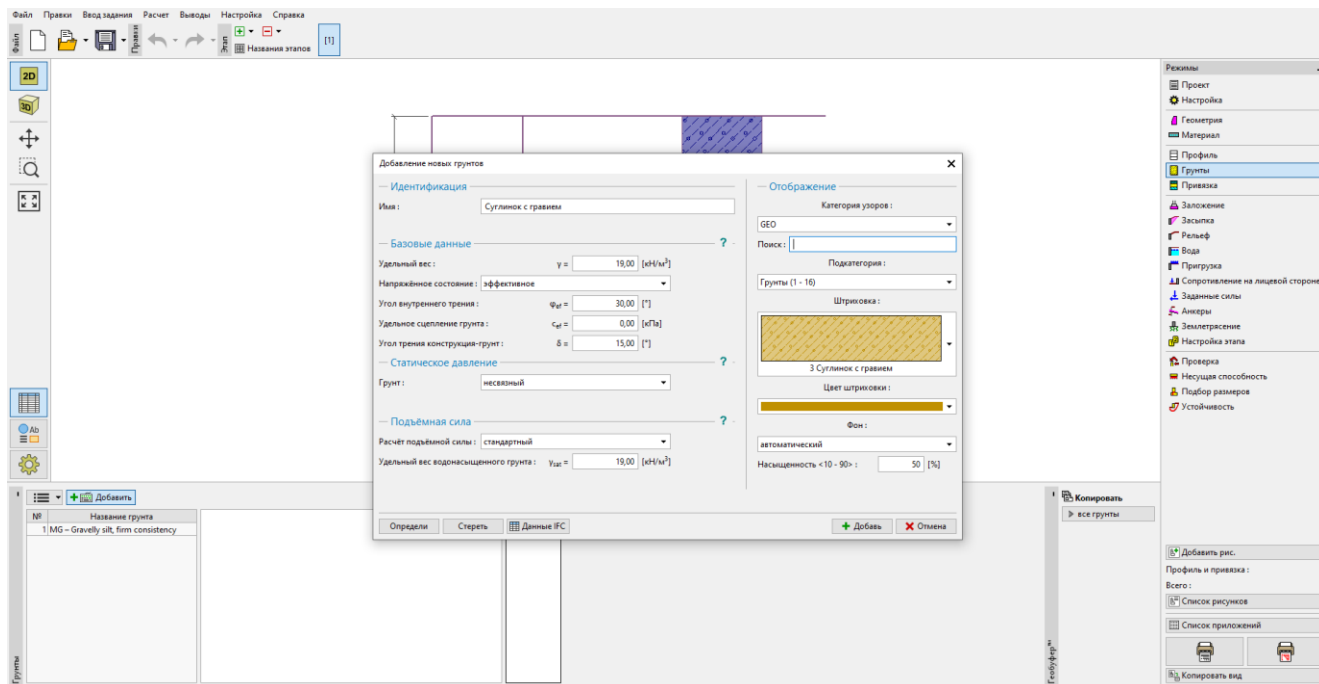 Файл Правки Ввод задания Расчет Выводы Настройка Справка
Файл
Правки
Этап
Названия этапов
[1]
2D
3D
Добавление новых грунтов
Идентификация
Имя : Суглинок с гравием
Базовые данные ?
Удельный вес : γ = 19,00 [кН/м³]
Напряжённое состояние : эффективное
Угол внутреннего трения : φef = 30,00 [°]
Удельное сцепление грунта : cef = 0,00 [кПа]
Угол трения конструкция-грунт : δ = 15,00 [°]
Статическое давление ?
Грунт : несвязный
Подъёмная сила ?
Расчёт подъёмной силы : стандартный
Удельный вес водонасыщенного грунта : γsat = 19,00 [кН/м³]
Отображение
Категория узоров :
GEO
Поиск :
Подкатегория :
Грунты (1 - 16)
Штриховка :
3 Суглинок с гравием
Цвет штриховки :
Фон :
автоматический
Насыщенность <10 - 90> : 50 [%]
Определи Стереть Данные IFC Добавь Отмена
Режимы
Проект
Настройка
Геометрия
Материал
Профиль
Грунты
Привязка
Заложение
Засыпка
Рельеф
Вода
Пригрузка
Сопротивление на лицевой стороне
Заданные силы
Анкеры
Землетрясение
Настройка этапа
Проверка
Несущая способность
Подбор размеров
Устойчивость
Ab
Добавить
№ Название грунта
1 MG – Gravelly silt, firm consistency
Грунты
Геобуфер™
Копировать
все грунты
Добавить рис.
Профиль и привязка :
Всего :
Список рисунков
Список приложений
Копировать вид